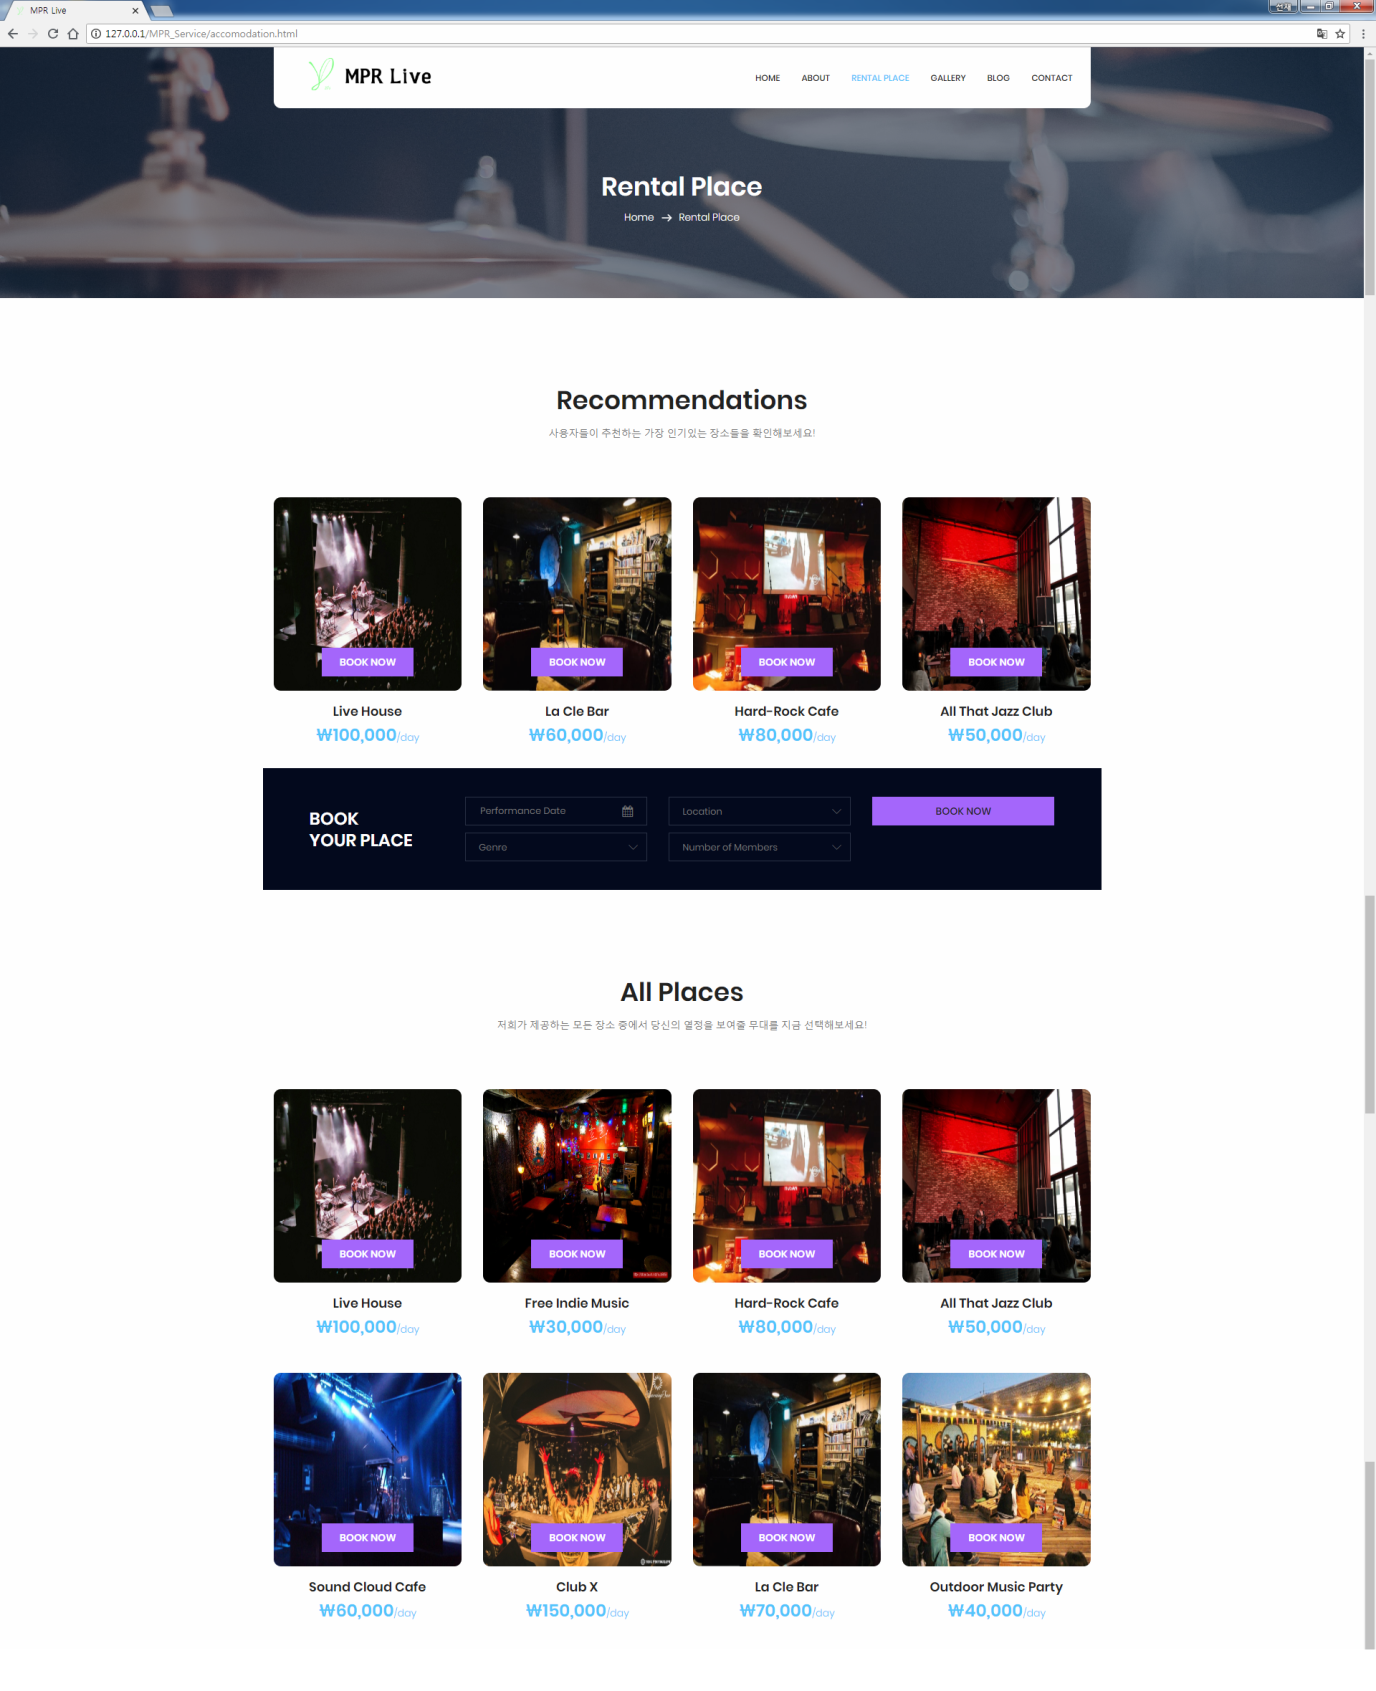 MPR Live
127.0.0.1/MPR_Service/accomodation.html
MPR Live
HOME ABOUT RENTAL PLACE GALLERY BLOG CONTACT
Rental Place
Home → Rental Place
Recommendations
사용자들이 추천하는 가장 인기있는 장소들을 확인해보세요!
BOOK NOW BOOK NOW BOOK NOW BOOK NOW
Live House La Cle Bar Hard-Rock Cafe All That Jazz Club
₩100,000/day ₩60,000/day ₩80,000/day ₩50,000/day
BOOK
YOUR PLACE
Performance Date Location BOOK NOW
Genre Number of Members
All Places
저희가 제공하는 모든 장소 중에서 당신의 열정을 보여줄 무대를 지금 선택해보세요!
BOOK NOW BOOK NOW BOOK NOW BOOK NOW
Live House Free Indie Music Hard-Rock Cafe All That Jazz Club
₩100,000/day ₩30,000/day ₩80,000/day ₩50,000/day
BOOK NOW BOOK NOW BOOK NOW BOOK NOW
Sound Cloud Cafe Club X La Cle Bar Outdoor Music Party
₩60,000/day ₩150,000/day ₩70,000/day ₩40,000/day